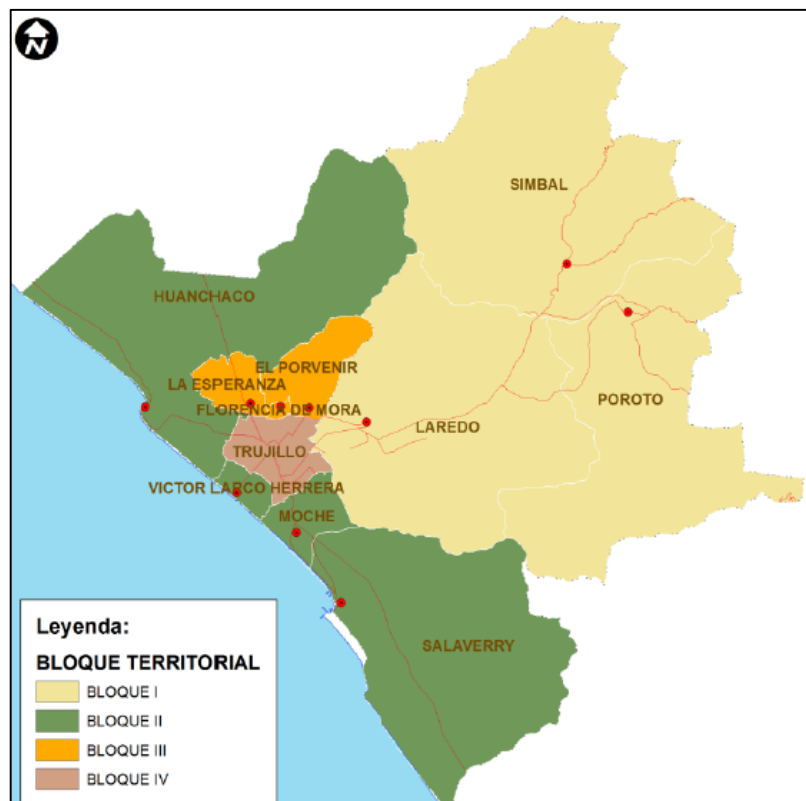 N
SIMBAL
HUANCHACO
EL PORVENIR
LA ESPERANZA
POROTO
FLORENCIA DE MORA
LAREDO
TRUJILLO
VICTOR LARCO HERRERA
MOCHE
SALAVERRY
Leyenda:
BLOQUE TERRITORIAL
BLOQUE I
BLOQUE II
BLOQUE III
BLOQUE IV